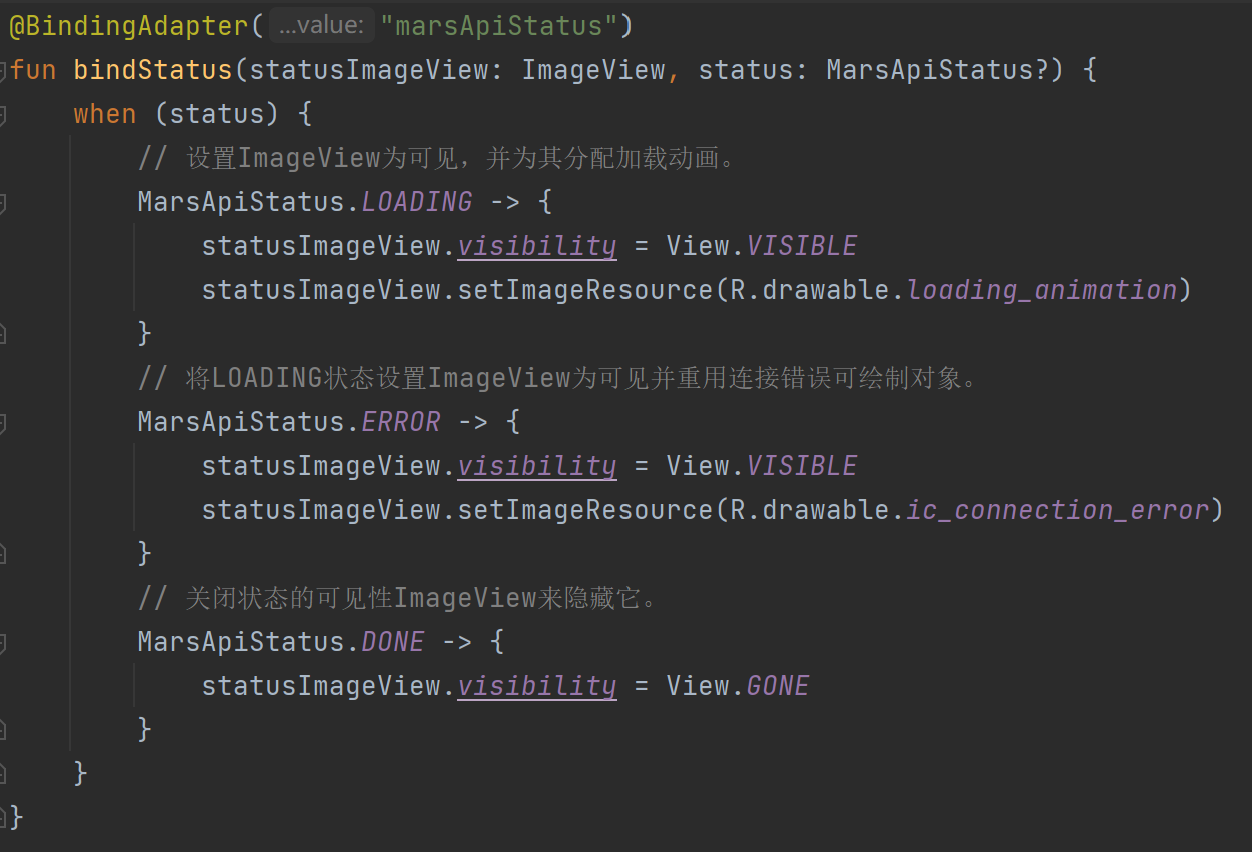 @BindingAdapter( ...value: "marsApiStatus")
fun bindStatus(statusImageView: ImageView, status: MarsApiStatus?) {
    when (status) {
        // 设置ImageView为可见，并为其分配加载动画。
        MarsApiStatus.LOADING -> {
            statusImageView.visibility = View.VISIBLE
            statusImageView.setImageResource(R.drawable.loading_animation)
        }
        // 将LOADING状态设置ImageView为可见并重用连接错误可绘制对象。
        MarsApiStatus.ERROR -> {
            statusImageView.visibility = View.VISIBLE
            statusImageView.setImageResource(R.drawable.ic_connection_error)
        }
        // 关闭状态的可见性ImageView来隐藏它。
        MarsApiStatus.DONE -> {
            statusImageView.visibility = View.GONE
        }
    }
}